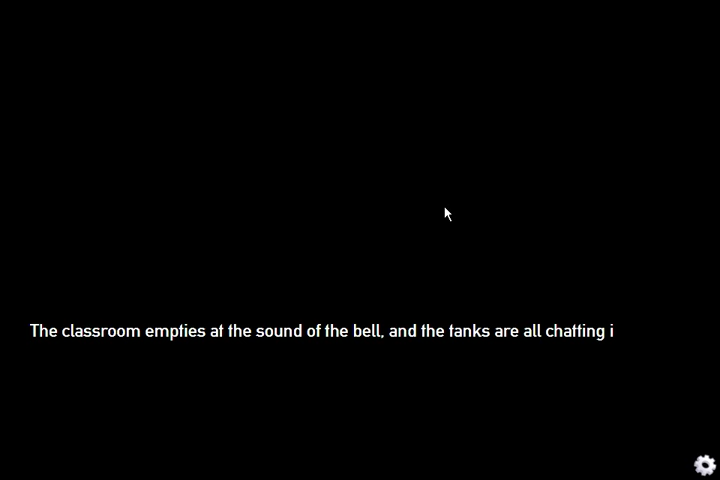 The classroom empties at the sound of the bell, and the tanks are all chatting i